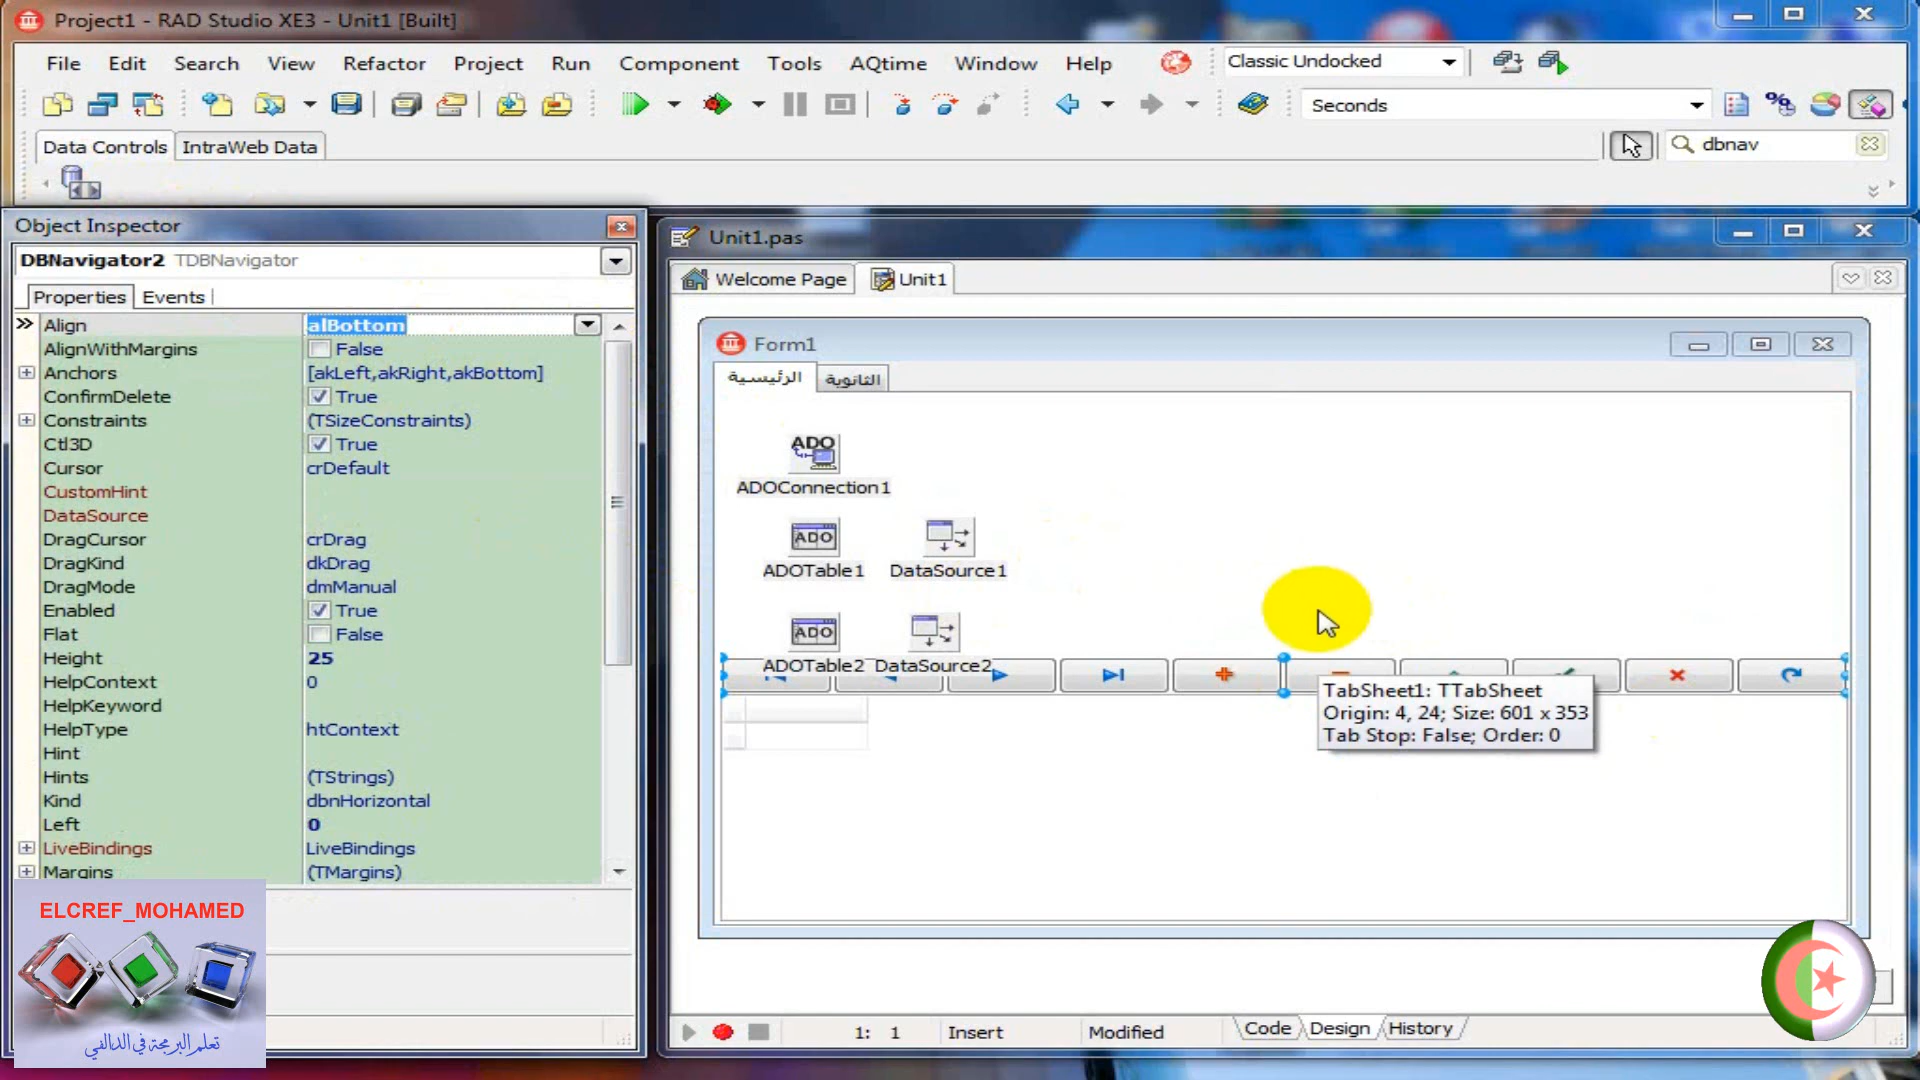 Project1 - RAD Studio XE3 - Unit1 [Built]
File Edit Search View Refactor Project Run Component Tools AQtime Window Help
Classic Undocked
Seconds
Data Controls IntraWeb Data
dbnav
Object Inspector
DBNavigator2 TDBNavigator
Properties Events
Align alBottom
AlignWithMargins False
Anchors [akLeft,akRight,akBottom]
ConfirmDelete True
Constraints (TSizeConstraints)
Ctl3D True
Cursor crDefault
CustomHint
DataSource
DragCursor crDrag
DragKind dkDrag
DragMode dmManual
Enabled True
Flat False
Height 25
HelpContext 0
HelpKeyword
HelpType htContext
Hint
Hints (TStrings)
Kind dbnHorizontal
Left 0
LiveBindings LiveBindings
Margins (TMargins)
ELCREF_MOHAMED
تعلم البرمجة في الدالفي
Unit1.pas
Welcome Page Unit1
Form1
الرئيسية الثانوية
ADO
ADOConnection1
ADO
ADOTable1 DataSource1
ADO
ADOTable2 DataSource2
TabSheet1: TTabSheet
Origin: 4, 24; Size: 601 x 353
Tab Stop: False; Order: 0
1: 1 Insert Modified Code Design History